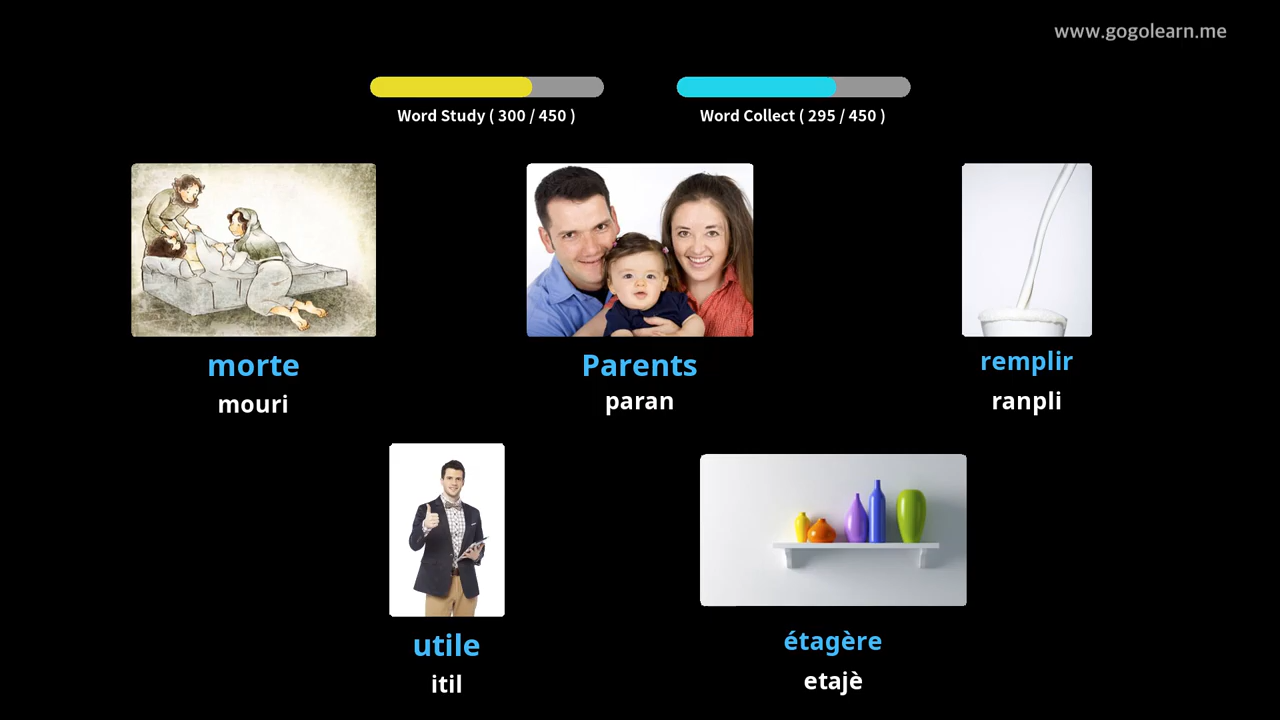 www.gogolearn.me
Word Study ( 300 / 450 )
Word Collect ( 295 / 450 )
morte
mouri
Parents
paran
remplir
ranpli
utile
itil
étagère
etajè